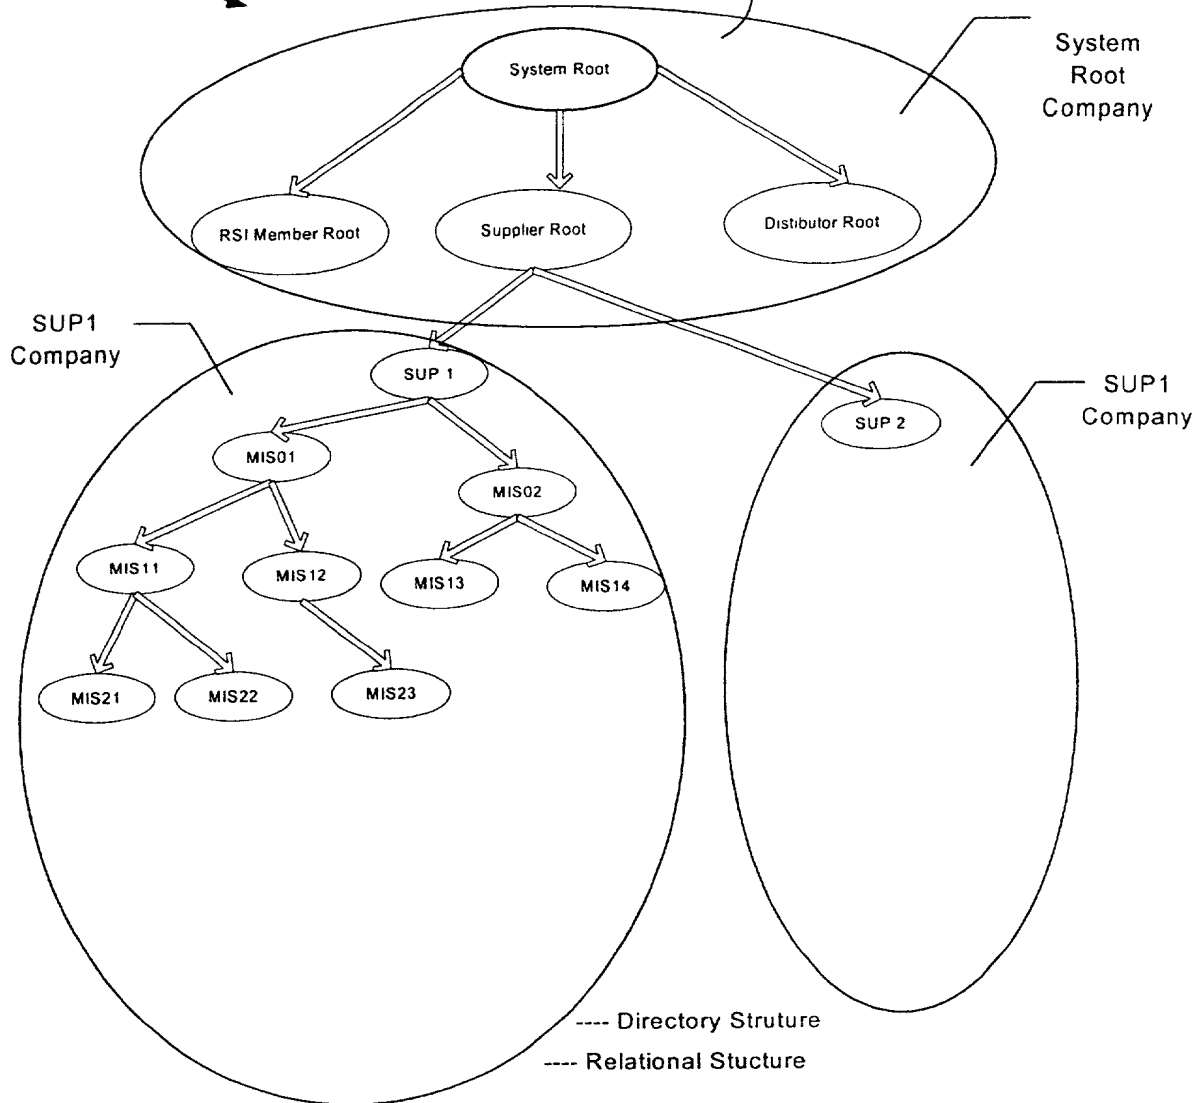 System Root
System
Root
Company
RSI Member Root
Supplier Root
Distibutor Root
SUP1
Company
SUP 1
SUP1
Company
SUP 2
MIS01
MIS02
MIS11
MIS12
MIS13
MIS14
MIS21
MIS22
MIS23
---- Directory Struture
---- Relational Stucture